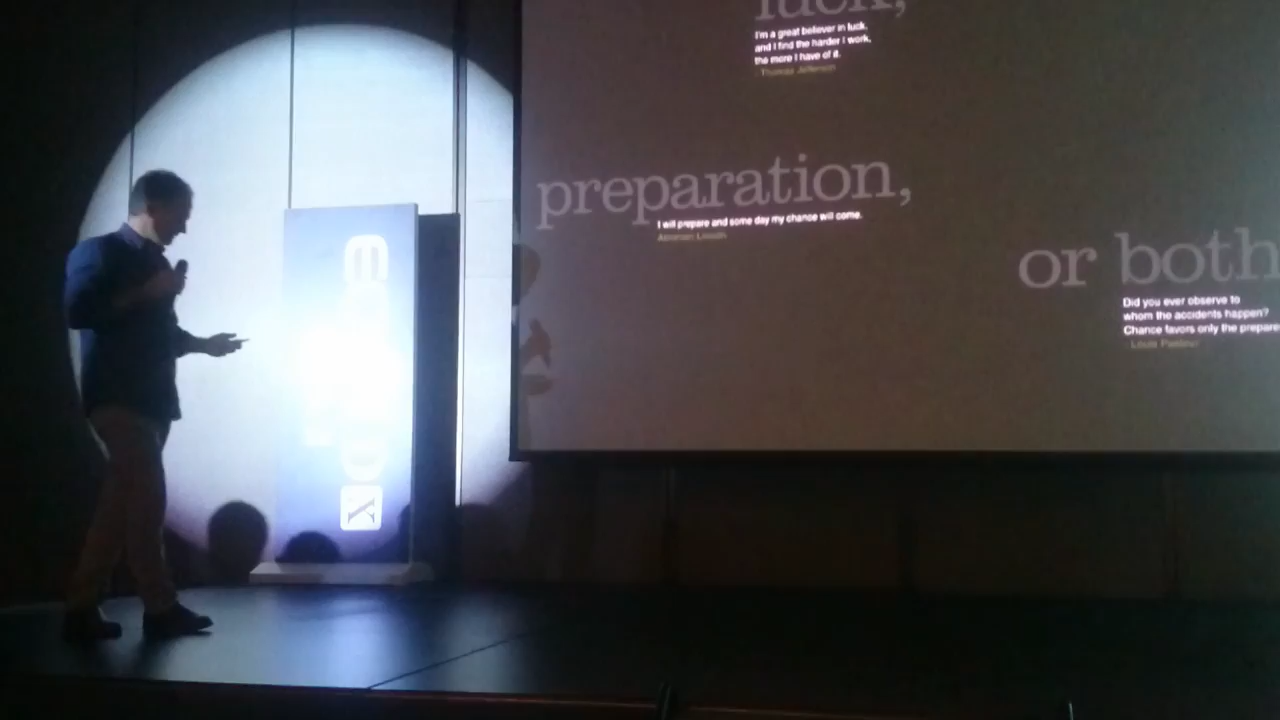 luck,
I'm a great believer in luck,
and I find the harder I work,
the more I have of it.
- Thomas Jefferson
preparation,
I will prepare and some day my chance will come.
Abraham Lincoln
or both
Did you ever observe to
whom the accidents happen?
Chance favors only the prepare
- Louis Pasteur